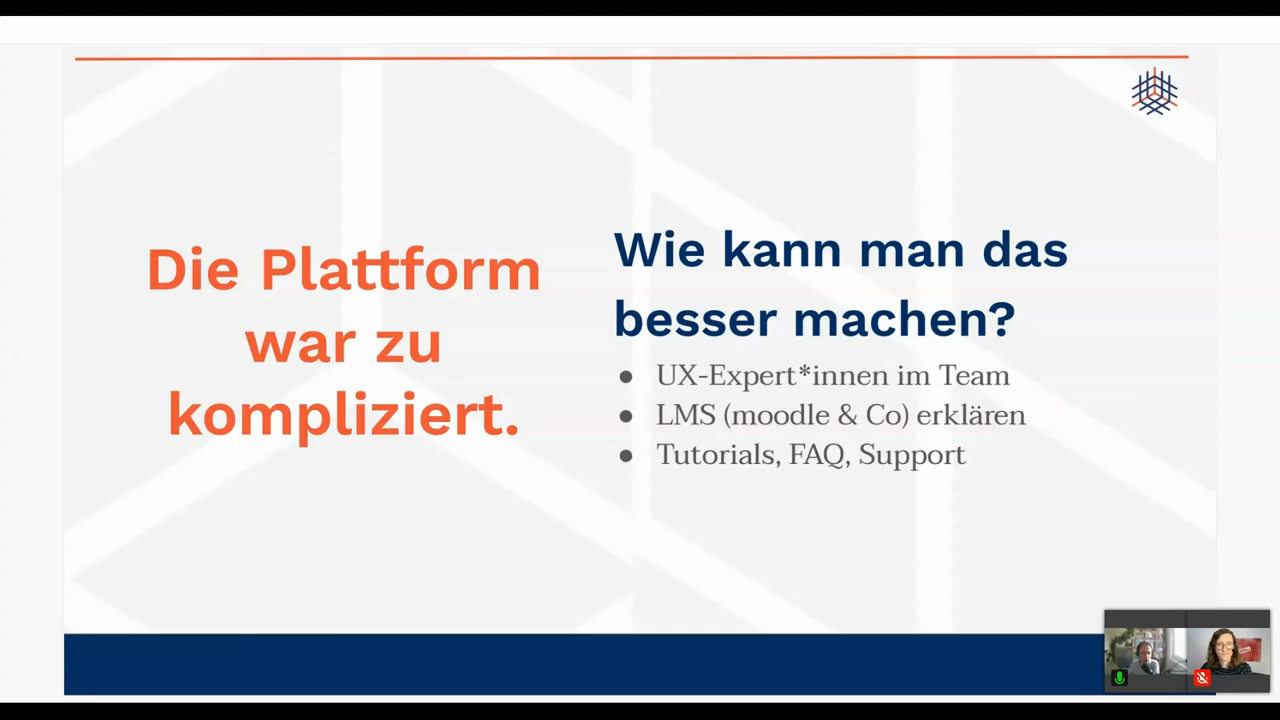 Die Plattform
war zu
kompliziert.
Wie kann man das
besser machen?
● UX-Expert*innen im Team
● LMS (moodle & Co) erklären
● Tutorials, FAQ, Support